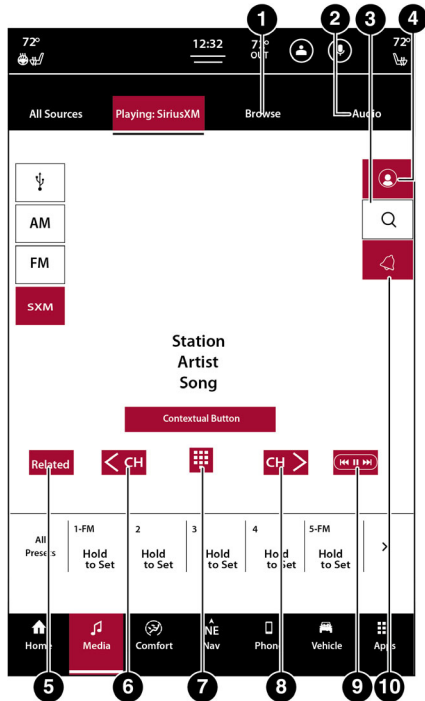 1 2 3 4
72° 12:32 72° 72°
OUT
All Sources Playing: SiriusXM Browse Audio
AM
FM
SXM
Station
Artist
Song
Contextual Button
Related < CH CH >
All Presets 1-FM Hold to Set 2 Hold to Set 3 Hold to Set 4 Hold to Set 5-FM Hold to Set >
NE
Home Media Comfort Nav Phone Vehicle Apps
5 6 7 8 9 10